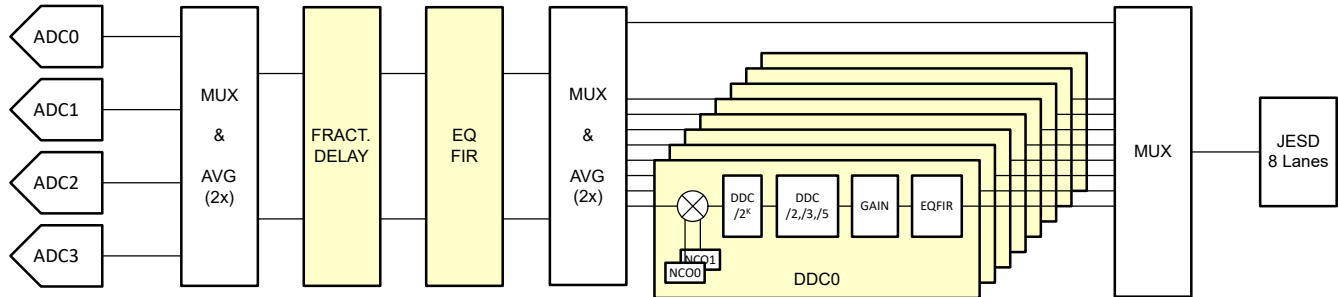 ADC0
ADC1
ADC2
ADC3
MUX
&
AVG
(2x)
FRACT.
DELAY
EQ
FIR
MUX
&
AVG
(2x)
DDC
/2ᴷ
DDC
/2,/3,/5
GAIN
EQFIR
NCO1
NCO0
DDC0
MUX
JESD
8 Lanes